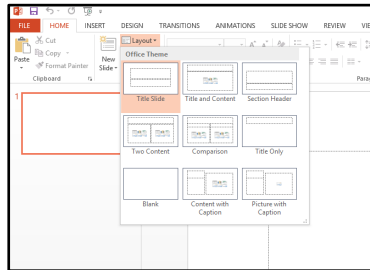 FILE HOME INSERT DESIGN TRANSITIONS ANIMATIONS SLIDE SHOW REVIEW VIE
Paste
Cut
Copy
Format Painter
Clipboard
New
Slide
Layout
Parag
Office Theme
Title Slide Title and Content Section Header
Two Content Comparison Title Only
Blank Content with Caption Picture with Caption
1